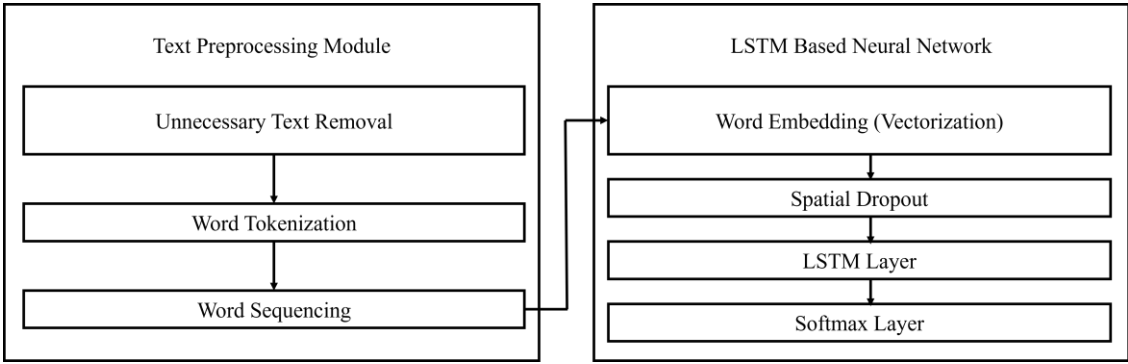 Text Preprocessing Module
Unnecessary Text Removal
Word Tokenization
Word Sequencing
LSTM Based Neural Network
Word Embedding (Vectorization)
Spatial Dropout
LSTM Layer
Softmax Layer